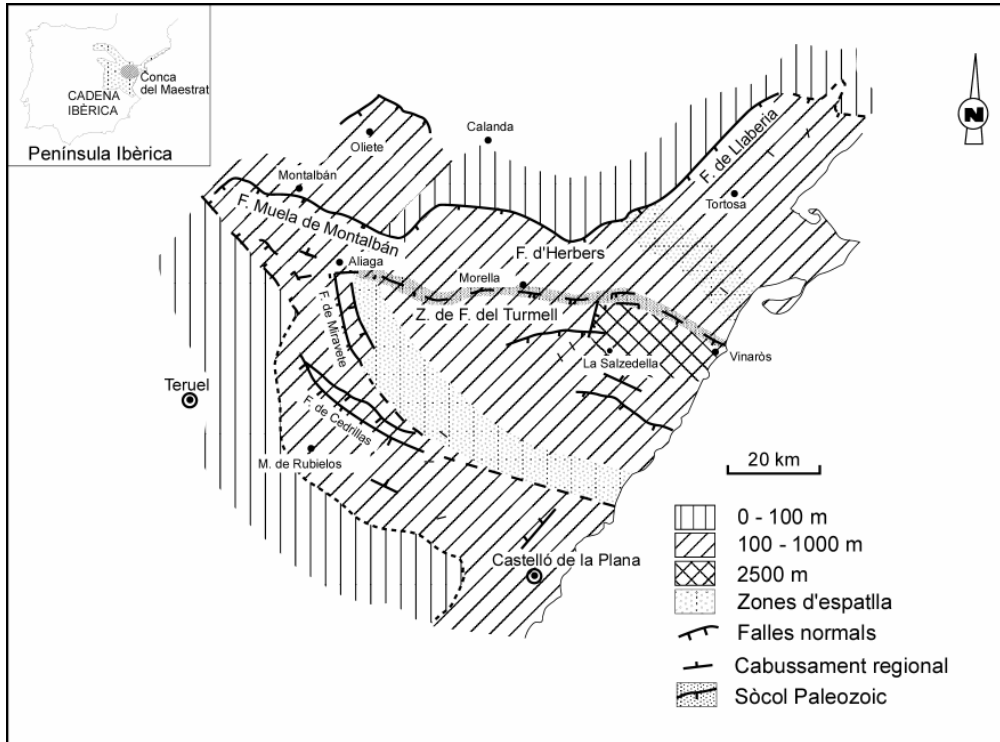 Conca
del Maestrat
CADENA
IBÈRICA
Península Ibèrica
N
Calanda
Oliete
Montalbán
F. de Llaberia
Tortosa
F. Muela de Montalbán
F. d'Herbers
Aliaga
Morella
Z. de F. del Turmell
F. de Miravete
La Salzedella
Vinaròs
Teruel
F. de Cedrillas
M. de Rubielos
20 km
Castelló de la Plana
0 - 100 m
100 - 1000 m
2500 m
Zones d'espatlla
Falles normals
Cabussament regional
Sòcol Paleozoic